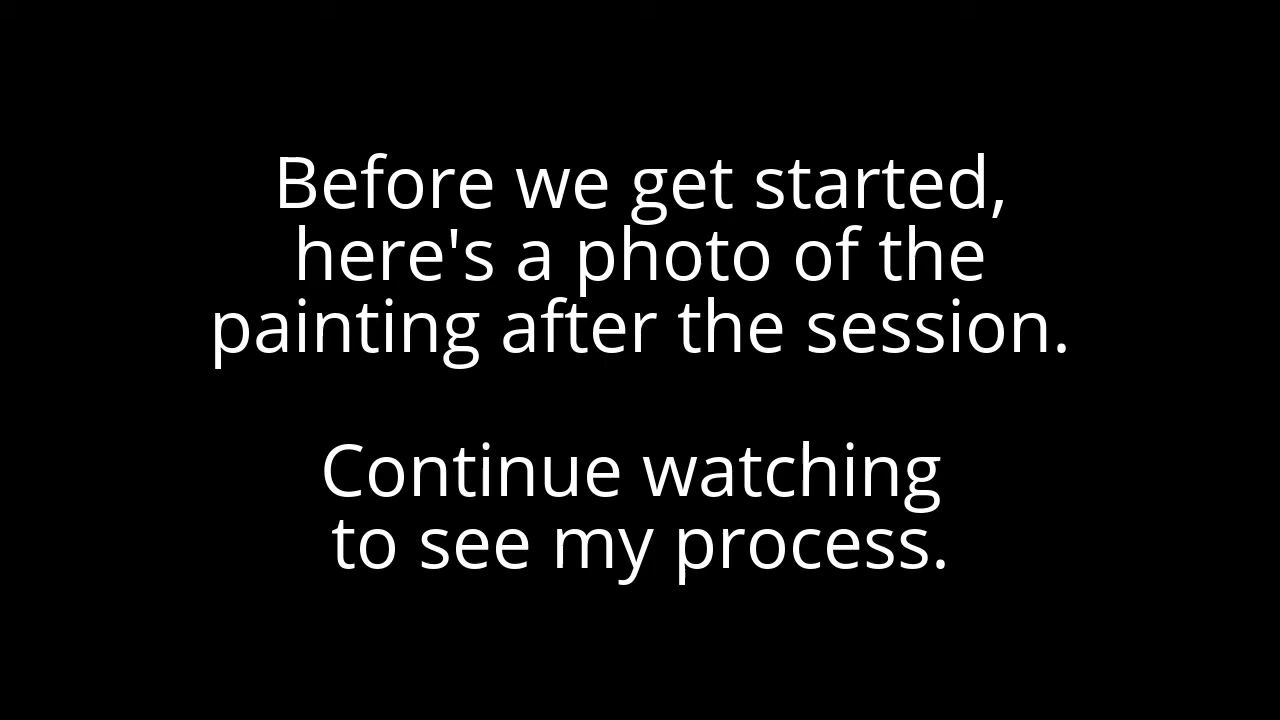 Before we get started,
here's a photo of the
painting after the session.
Continue watching
to see my process.